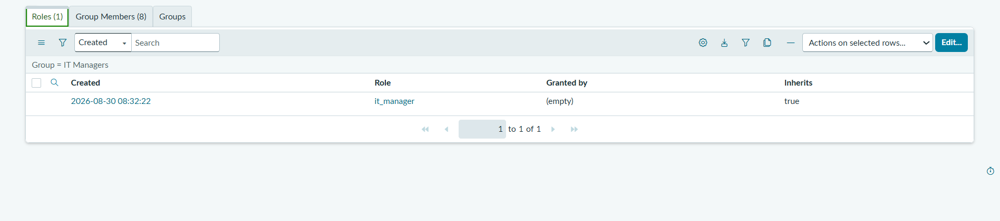 Roles (1) Group Members (8) Groups
Created Search Actions on selected rows... Edit...
Group = IT Managers
Created Role Granted by Inherits
2026-08-30 08:32:22 it_manager (empty) true
1 to 1 of 1